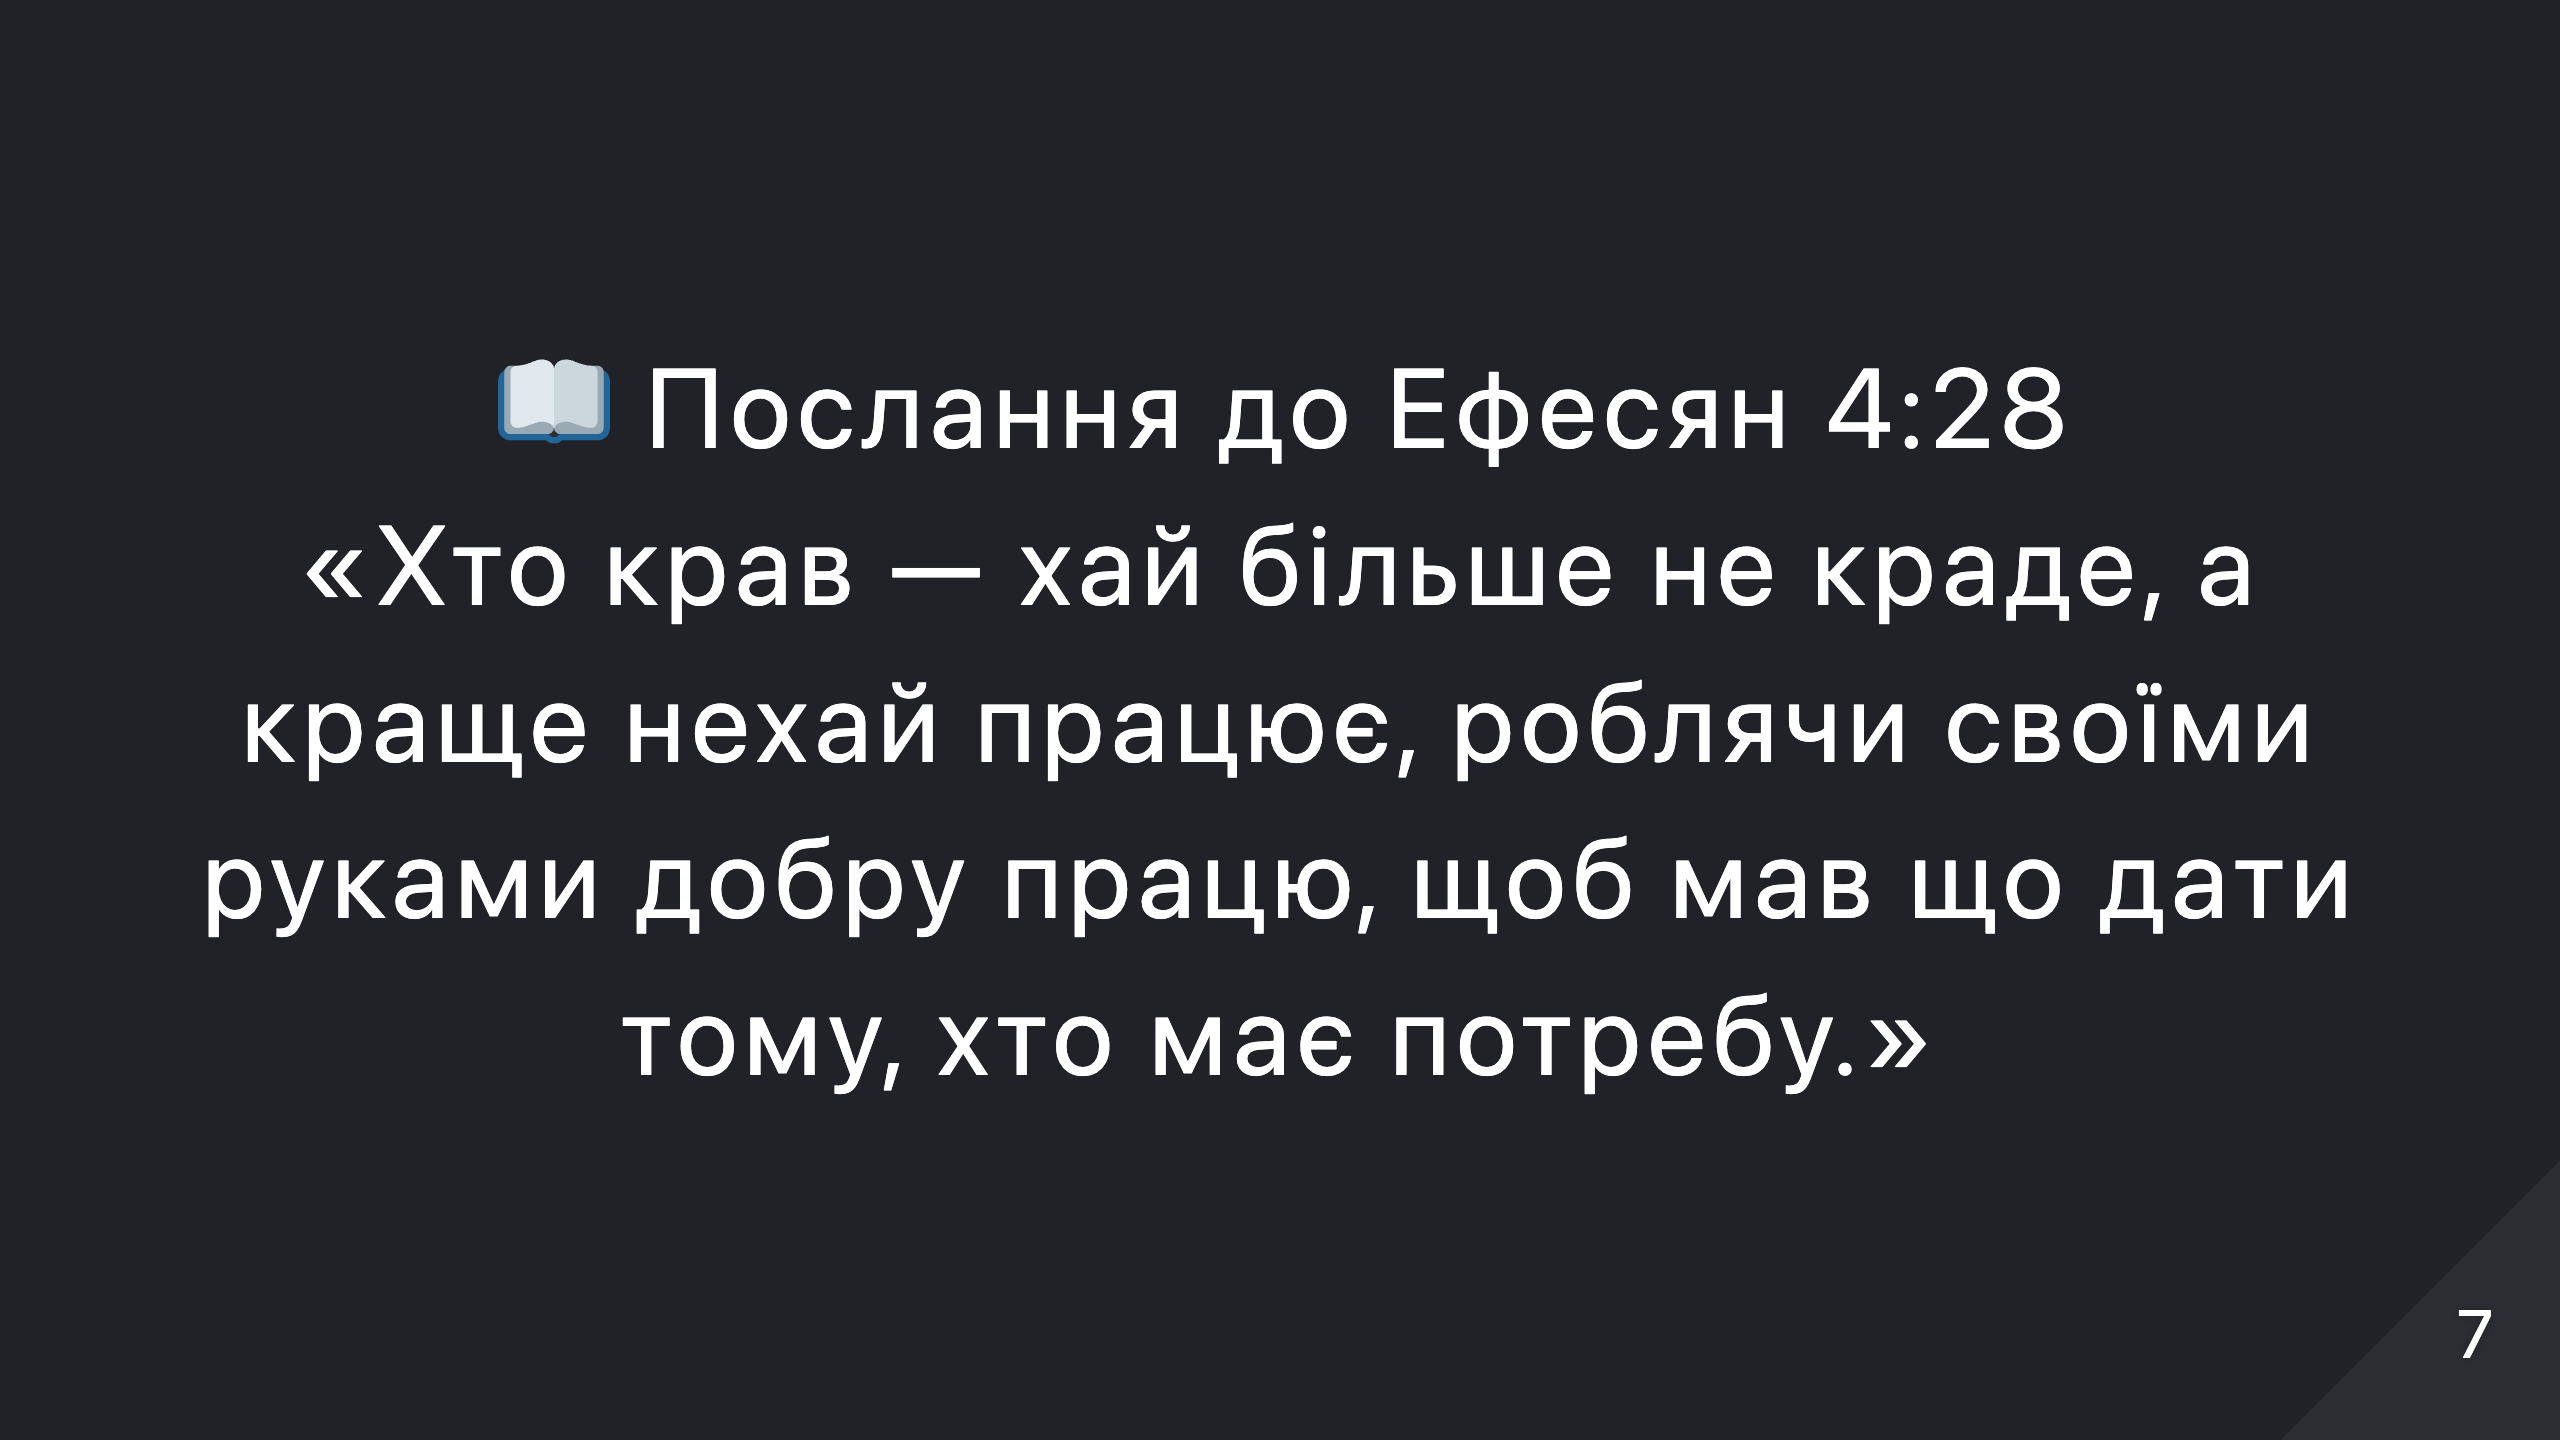 📖 Послання до Ефесян 4:28
«Хто крав — хай більше не краде, а
краще нехай працює, роблячи своїми
руками добру працю, щоб мав що дати
тому, хто має потребу.»
7